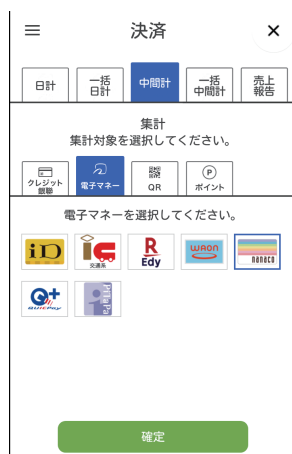 決済
日計
一括
日計
中間計
一括
中間計
売上
報告
集計
集計対象を選択してください。
クレジット
銀聯
電子マネー
QR
P
ポイント
電子マネーを選択してください。
iD
交通系
R
Edy
WAON
nanaco
Q+
QUICPay
PiTaPa
確定